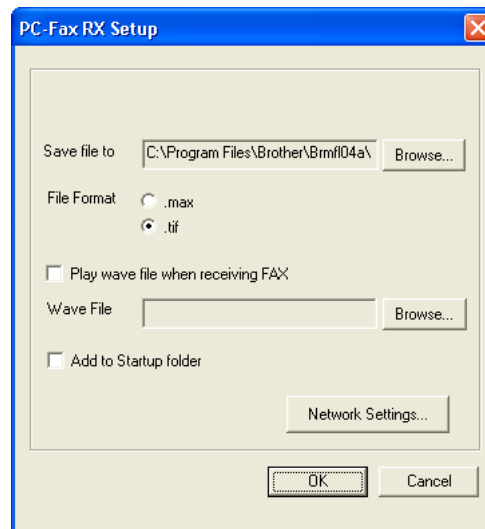 PC-Fax RX Setup
Save file to C:\Program Files\Brother\Brmfl04a\ Browse...
File Format .max
.tif
Play wave file when receiving FAX
Wave File Browse...
Add to Startup folder
Network Settings...
OK Cancel